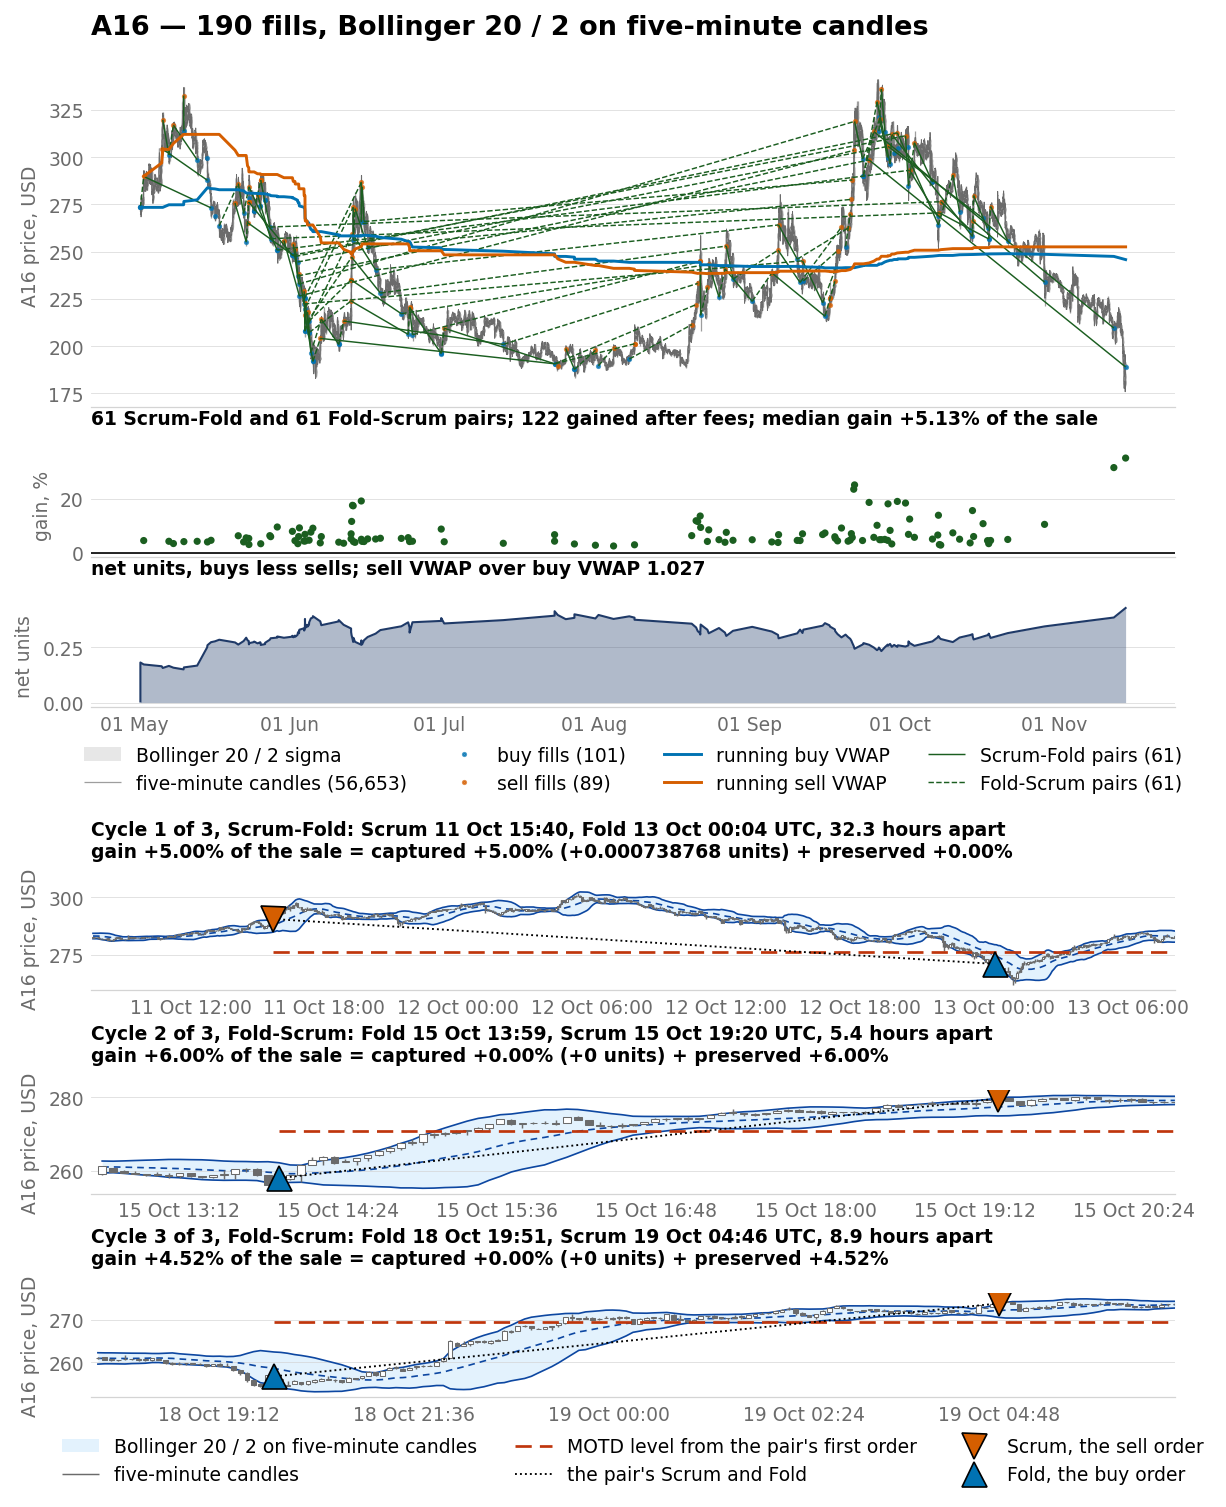 A16 — 190 fills, Bollinger 20 / 2 on five-minute candles
A16 price, USD
325
300
275
250
225
200
175
61 Scrum-Fold and 61 Fold-Scrum pairs; 122 gained after fees; median gain +5.13% of the sale
gain, %
20
0
net units, buys less sells; sell VWAP over buy VWAP 1.027
net units
0.25
0.00
01 May 01 Jun 01 Jul 01 Aug 01 Sep 01 Oct 01 Nov
Bollinger 20 / 2 sigma buy fills (101) running buy VWAP Scrum-Fold pairs (61)
five-minute candles (56,653) sell fills (89) running sell VWAP Fold-Scrum pairs (61)
Cycle 1 of 3, Scrum-Fold: Scrum 11 Oct 15:40, Fold 13 Oct 00:04 UTC, 32.3 hours apart
gain +5.00% of the sale = captured +5.00% (+0.000738768 units) + preserved +0.00%
A16 price, USD
300
275
11 Oct 12:00 11 Oct 18:00 12 Oct 00:00 12 Oct 06:00 12 Oct 12:00 12 Oct 18:00 13 Oct 00:00 13 Oct 06:00
Cycle 2 of 3, Fold-Scrum: Fold 15 Oct 13:59, Scrum 15 Oct 19:20 UTC, 5.4 hours apart
gain +6.00% of the sale = captured +0.00% (+0 units) + preserved +6.00%
A16 price, USD
280
260
15 Oct 13:12 15 Oct 14:24 15 Oct 15:36 15 Oct 16:48 15 Oct 18:00 15 Oct 19:12 15 Oct 20:24
Cycle 3 of 3, Fold-Scrum: Fold 18 Oct 19:51, Scrum 19 Oct 04:46 UTC, 8.9 hours apart
gain +4.52% of the sale = captured +0.00% (+0 units) + preserved +4.52%
A16 price, USD
270
260
18 Oct 19:12 18 Oct 21:36 19 Oct 00:00 19 Oct 02:24 19 Oct 04:48
Bollinger 20 / 2 on five-minute candles MOTD level from the pair's first order Scrum, the sell order
five-minute candles the pair's Scrum and Fold Fold, the buy order